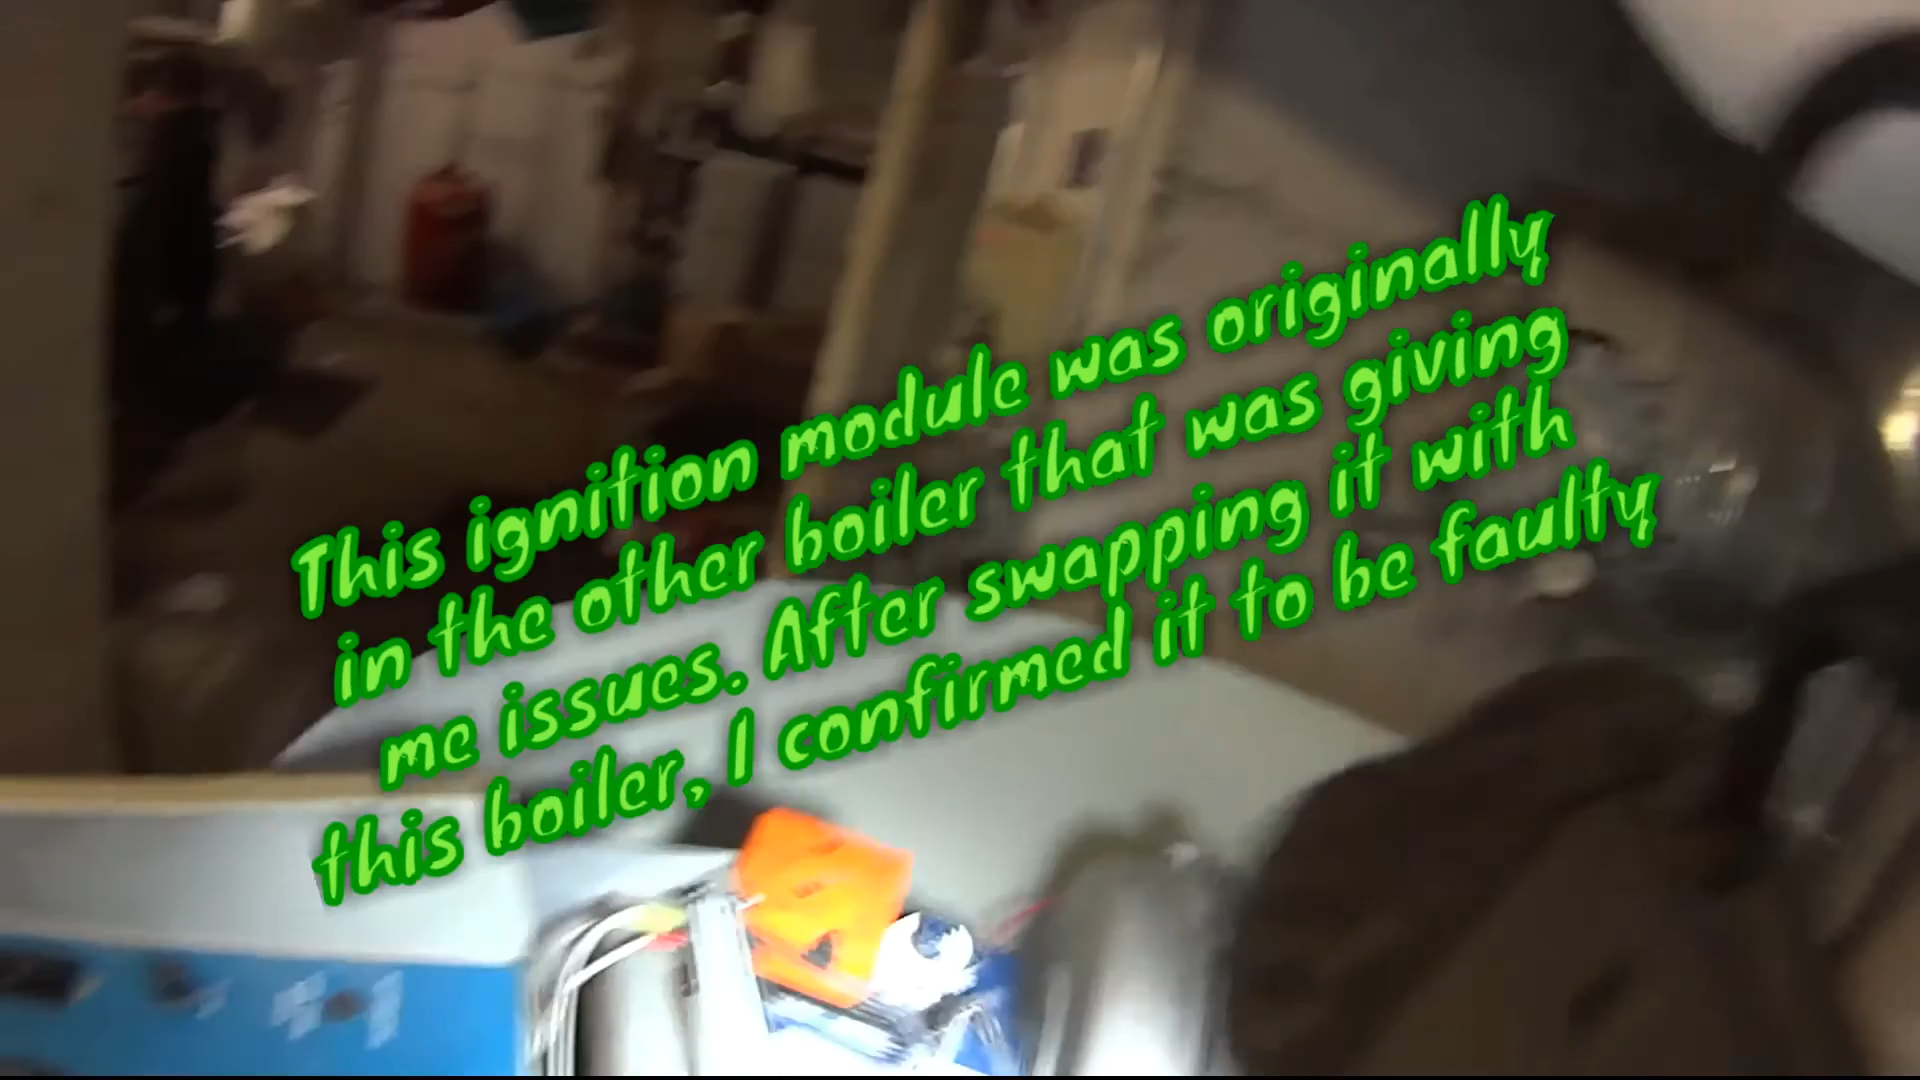 This ignition module was originally
in the other boiler that was giving
me issues. After swapping it with
this boiler, I confirmed it to be faulty